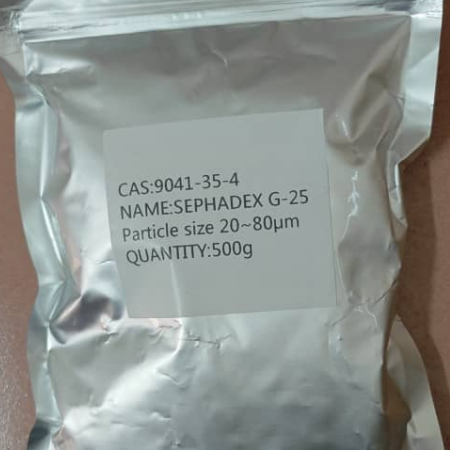 CAS:9041-35-4
NAME:SEPHADEX G-25
Particle size 20~80μm
QUANTITY:500g